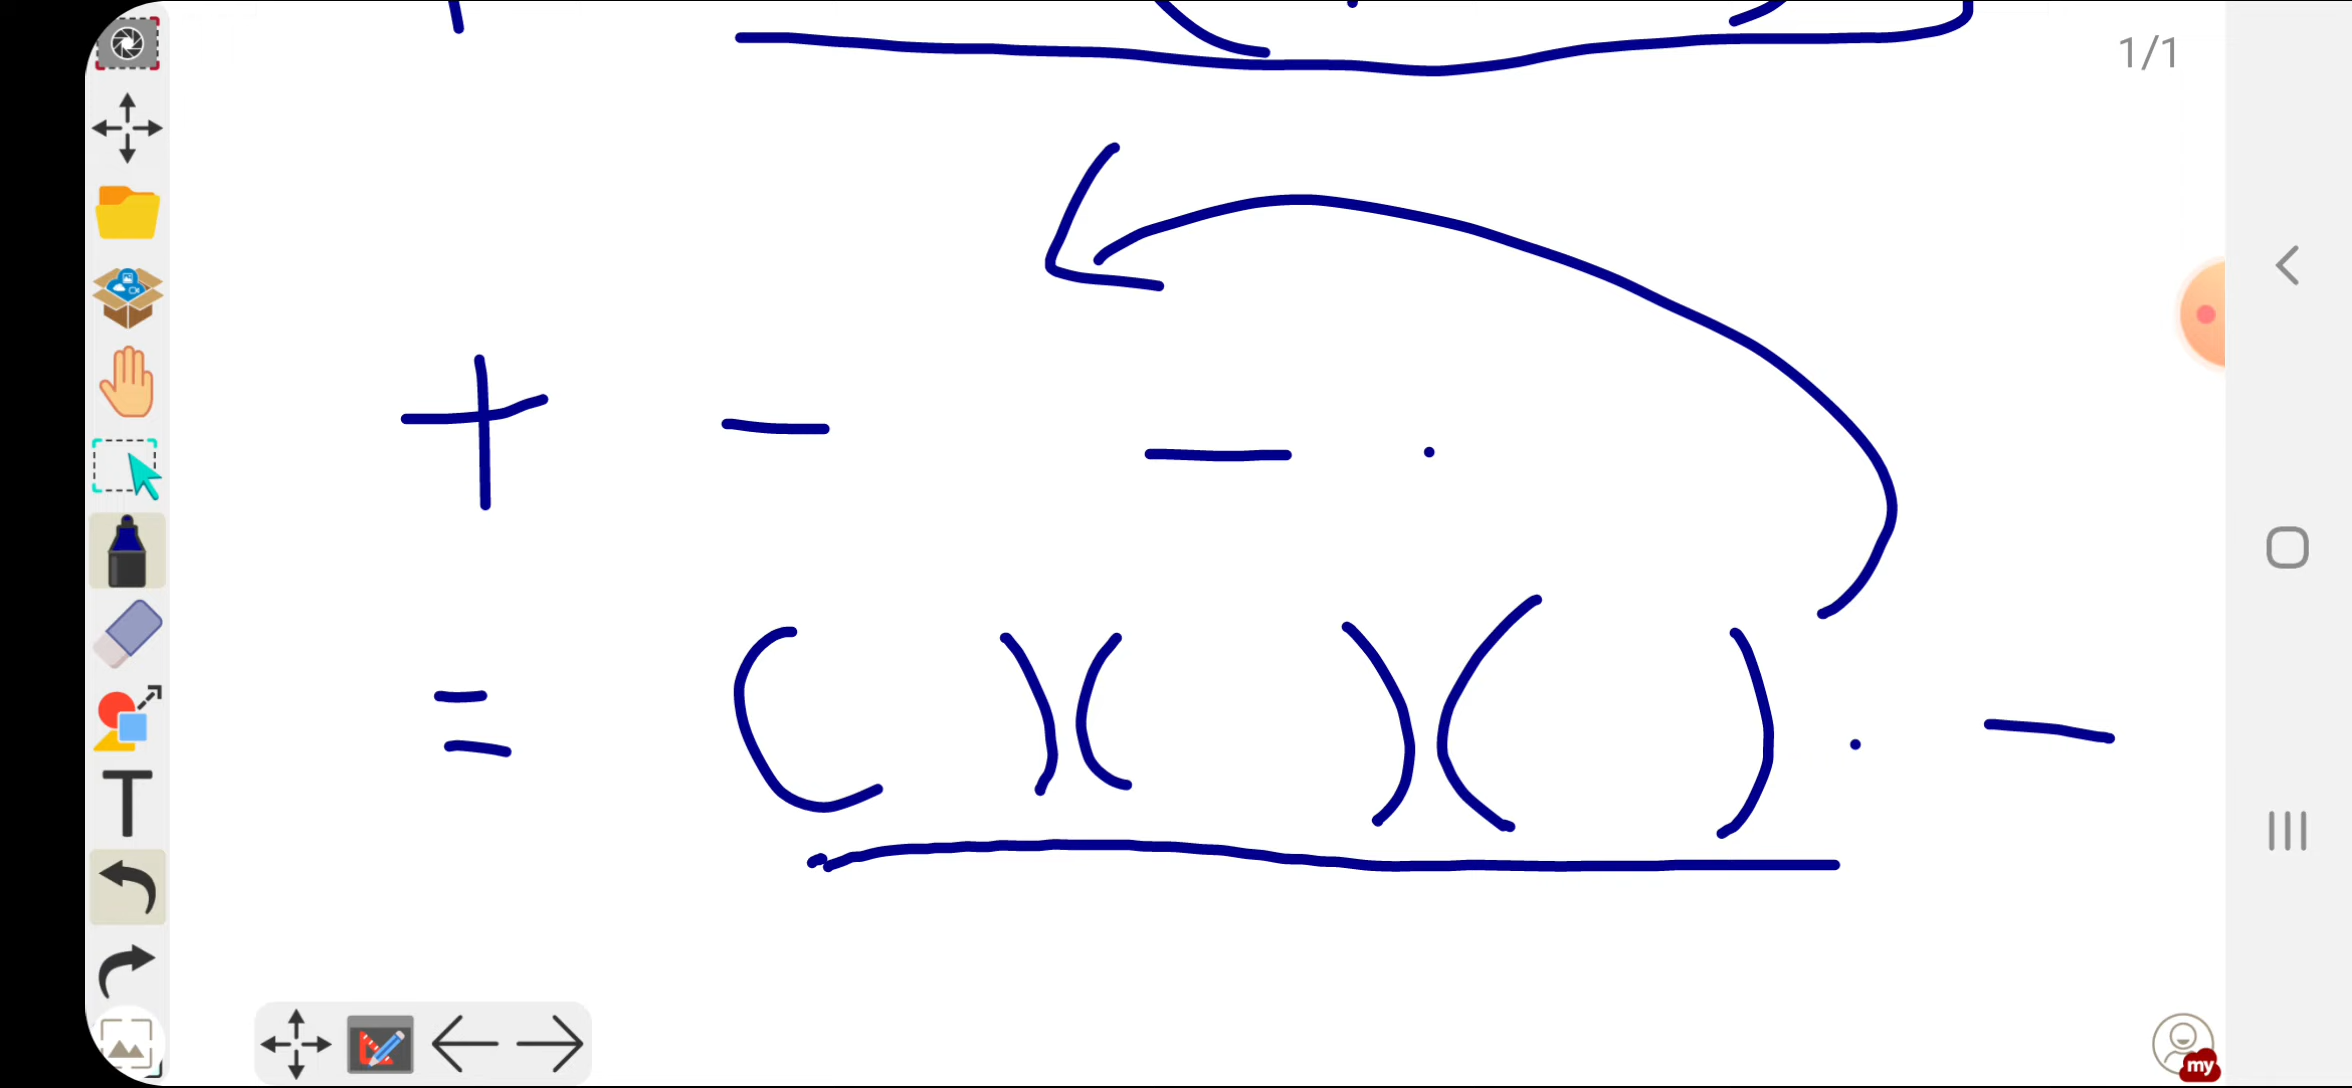 1/1
+ − − .
= ( )( )( ) . −
T
my